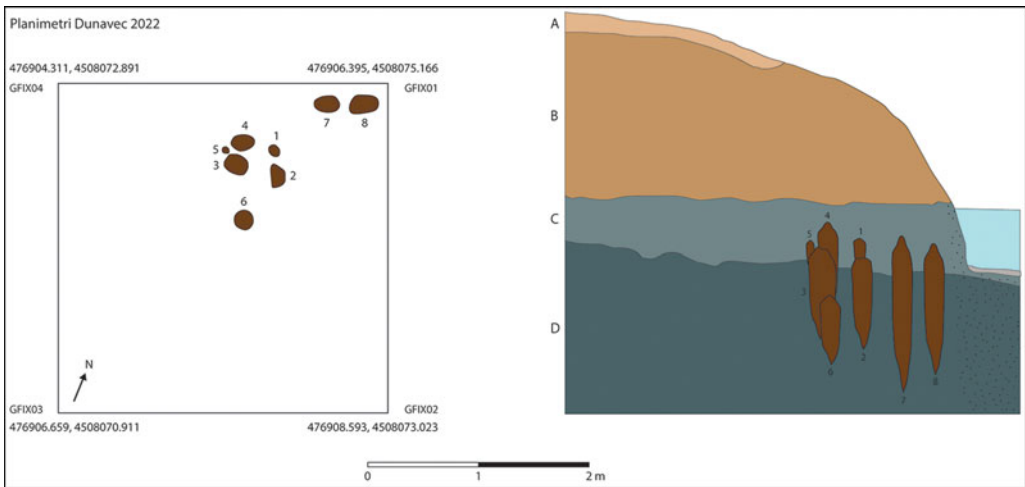 Planimetri Dunavec 2022
476904.311, 4508072.891
476906.395, 4508075.166
GFIX04
GFIX01
7
8
4
1
5
3
2
6
N
GFIX03
GFIX02
476906.659, 4508070.911
476908.593, 4508073.023
A
B
C
4
5
1
3
D
2
6
8
7
0
1
2 m